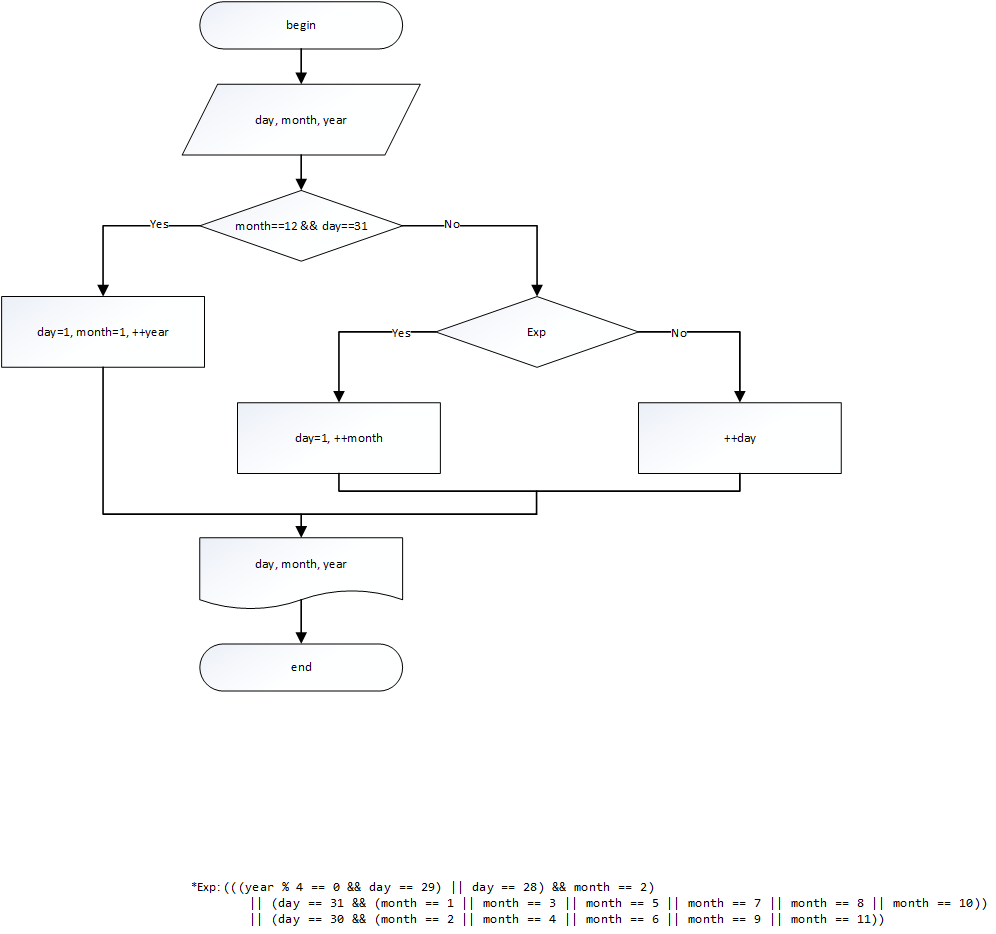 begin
day, month, year
month==12 && day==31
Yes
No
day=1, month=1, ++year
Exp
Yes
No
day=1, ++month
++day
day, month, year
end
*Exp: (((year % 4 == 0 && day == 29) || day == 28) && month == 2)
|| (day == 31 && (month == 1 || month == 3 || month == 5 || month == 7 || month == 8 || month == 10))
|| (day == 30 && (month == 2 || month == 4 || month == 6 || month == 9 || month == 11))